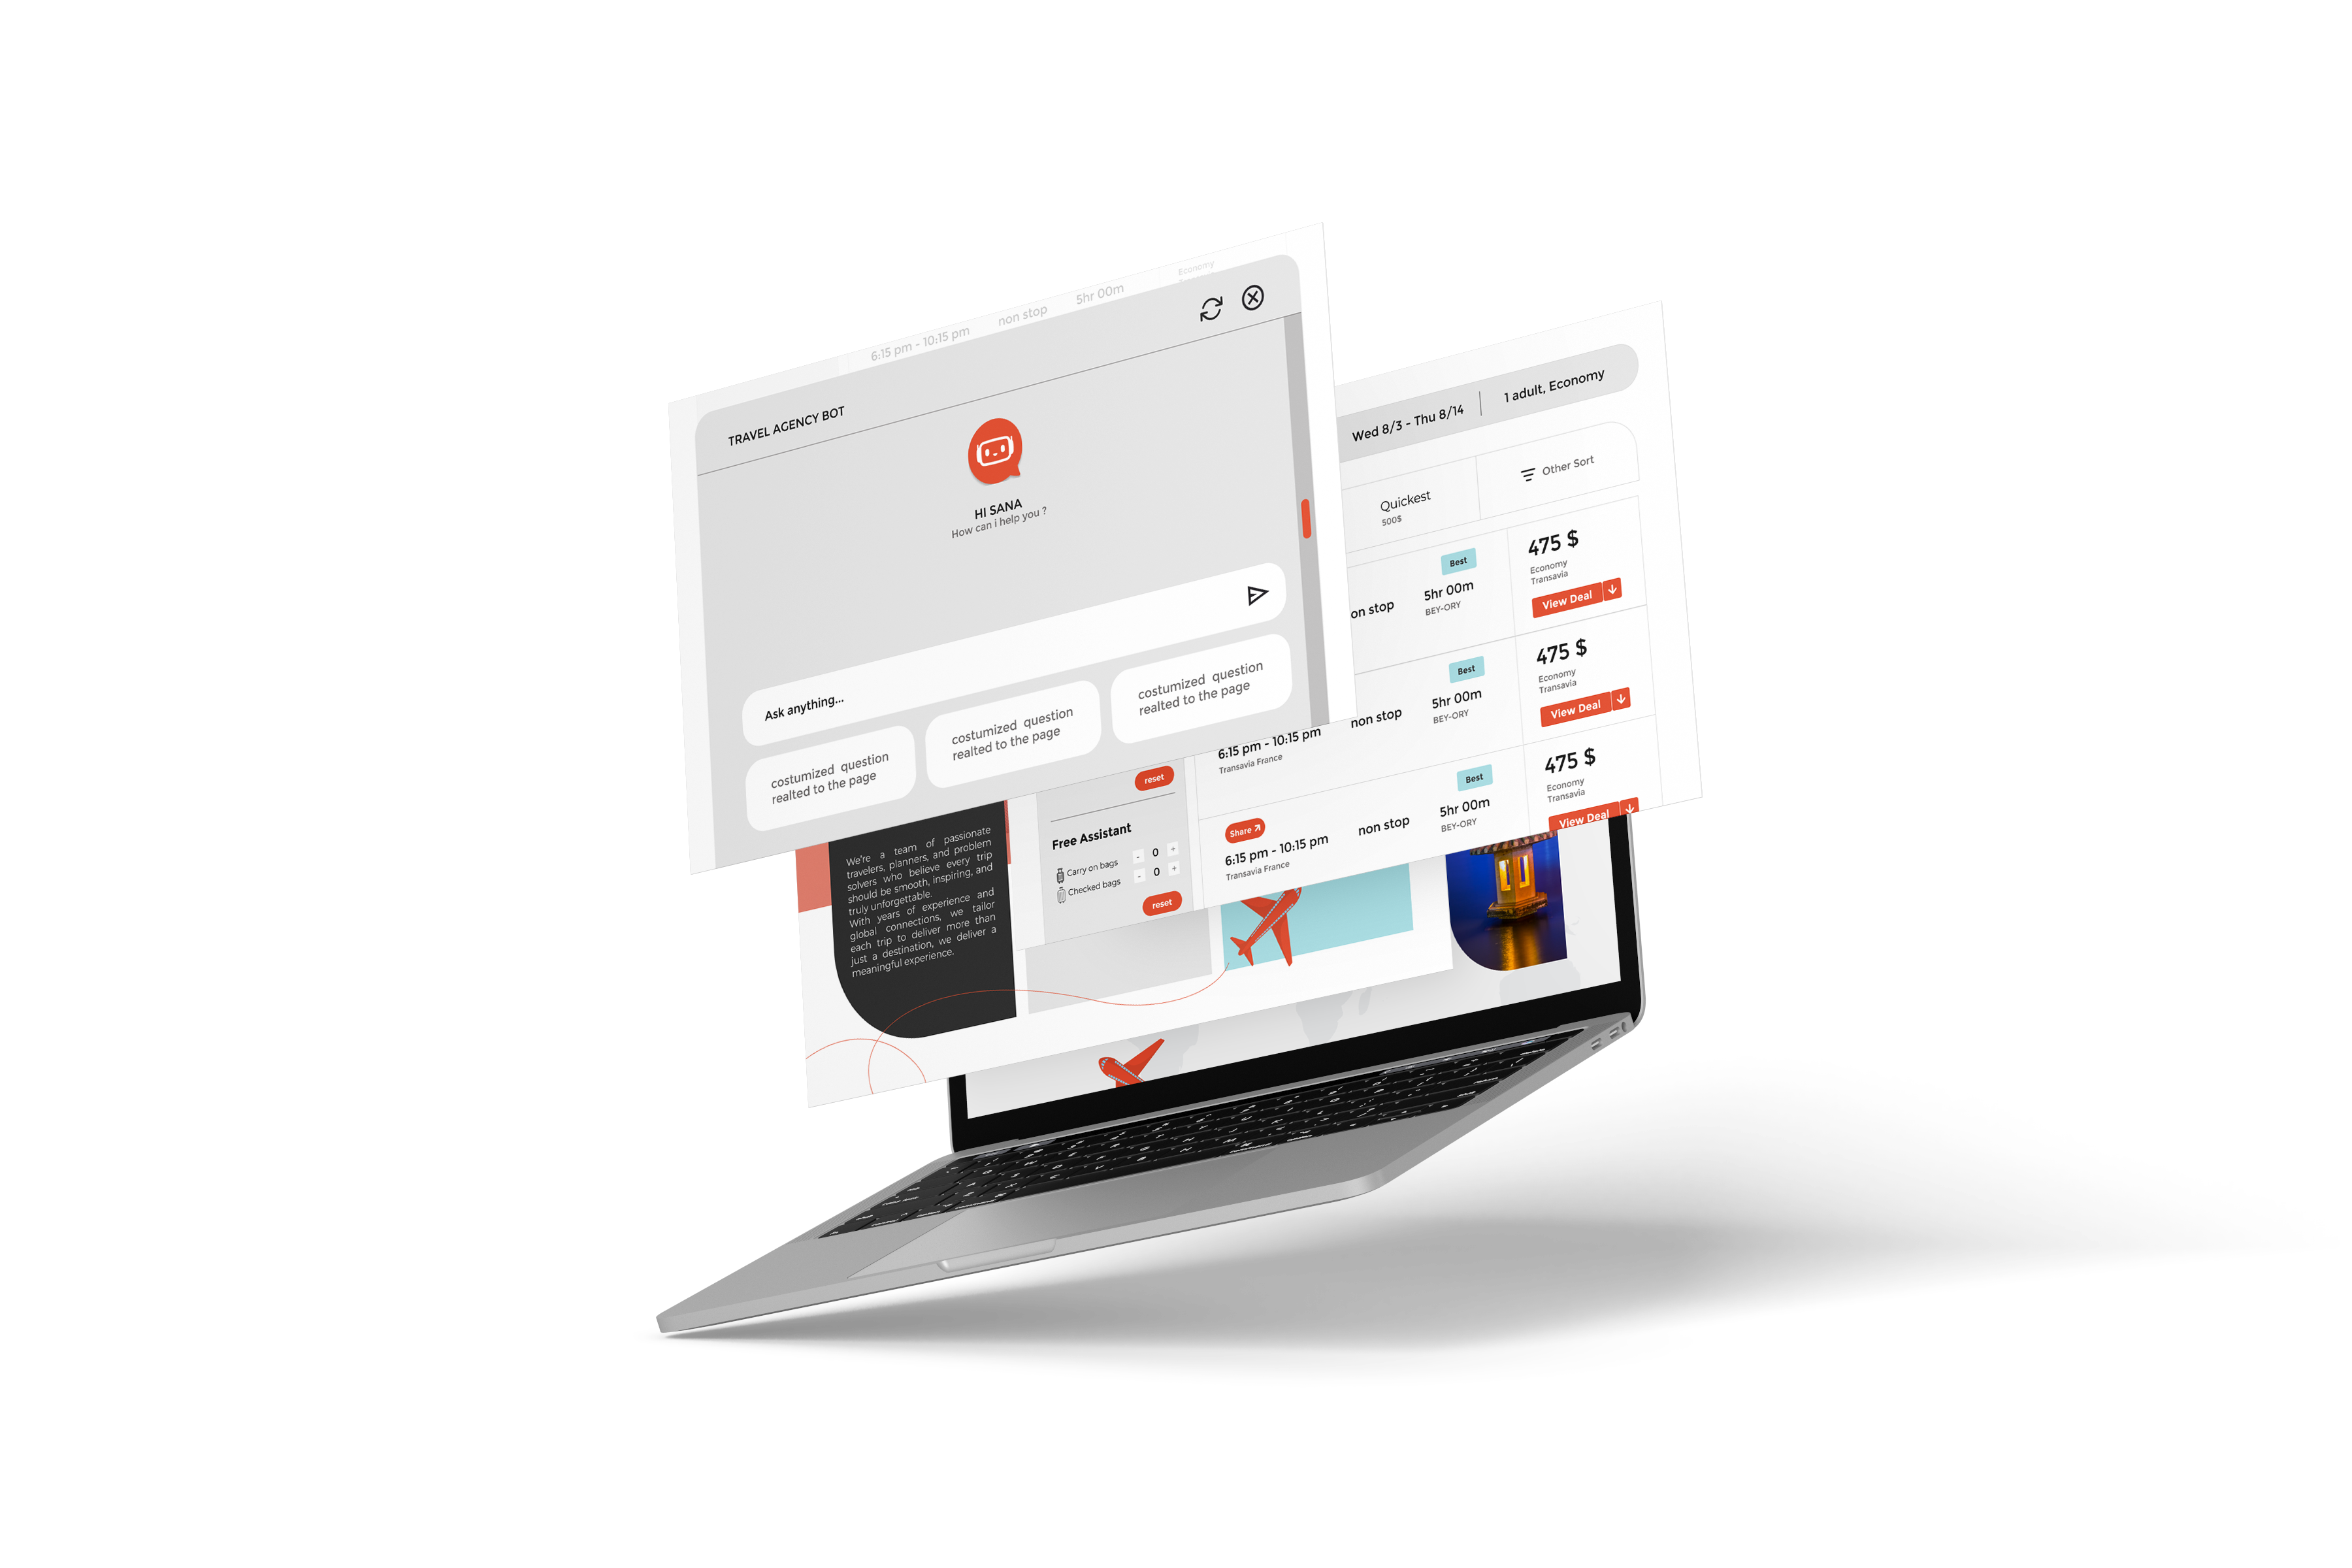 Economy
6:15 pm - 10:15 pm
non stop
5hr 00m
TRAVEL AGENCY BOT
HI SANA
How can i help you ?
Ask anything...
costumized question
realted to the page
costumized question
realted to the page
costumized question
realted to the page
Wed 8/3 - Thu 8/14
1 adult, Economy
Quickest
500$
Other Sort
on stop
Best
5hr 00m
BEY-ORY
475 $
Economy
Transavia
View Deal
6:15 pm - 10:15 pm
Transavia France
non stop
Best
5hr 00m
BEY-ORY
475 $
Economy
Transavia
View Deal
Share
6:15 pm - 10:15 pm
Transavia France
non stop
Best
5hr 00m
BEY-ORY
475 $
Economy
Transavia
View Deal
reset
Free Assistant
Carry on bags
- 0 +
Checked bags
- 0 +
reset
We're a team of passionate
travelers, planners, and problem
solvers who believe every trip
should be smooth, inspiring, and
truly unforgettable.
With years of experience and
global connections, we tailor
each trip to deliver more than
just a destination, we deliver a
meaningful experience.